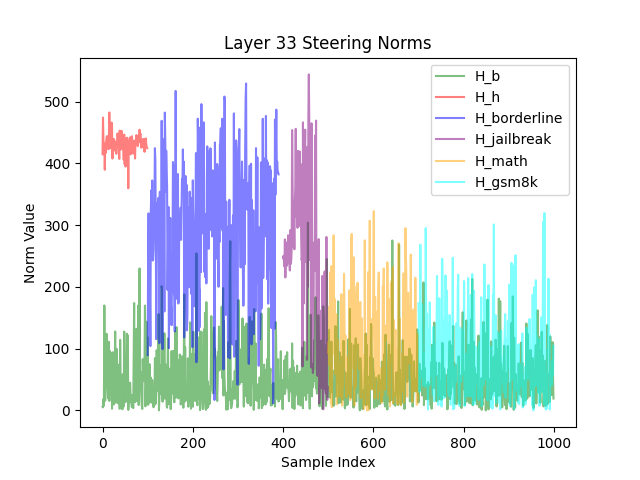 Layer 33 Steering Norms
Norm Value
500
400
300
200
100
0
0
200
400
600
800
1000
Sample Index
H_b
H_h
H_borderline
H_jailbreak
H_math
H_gsm8k